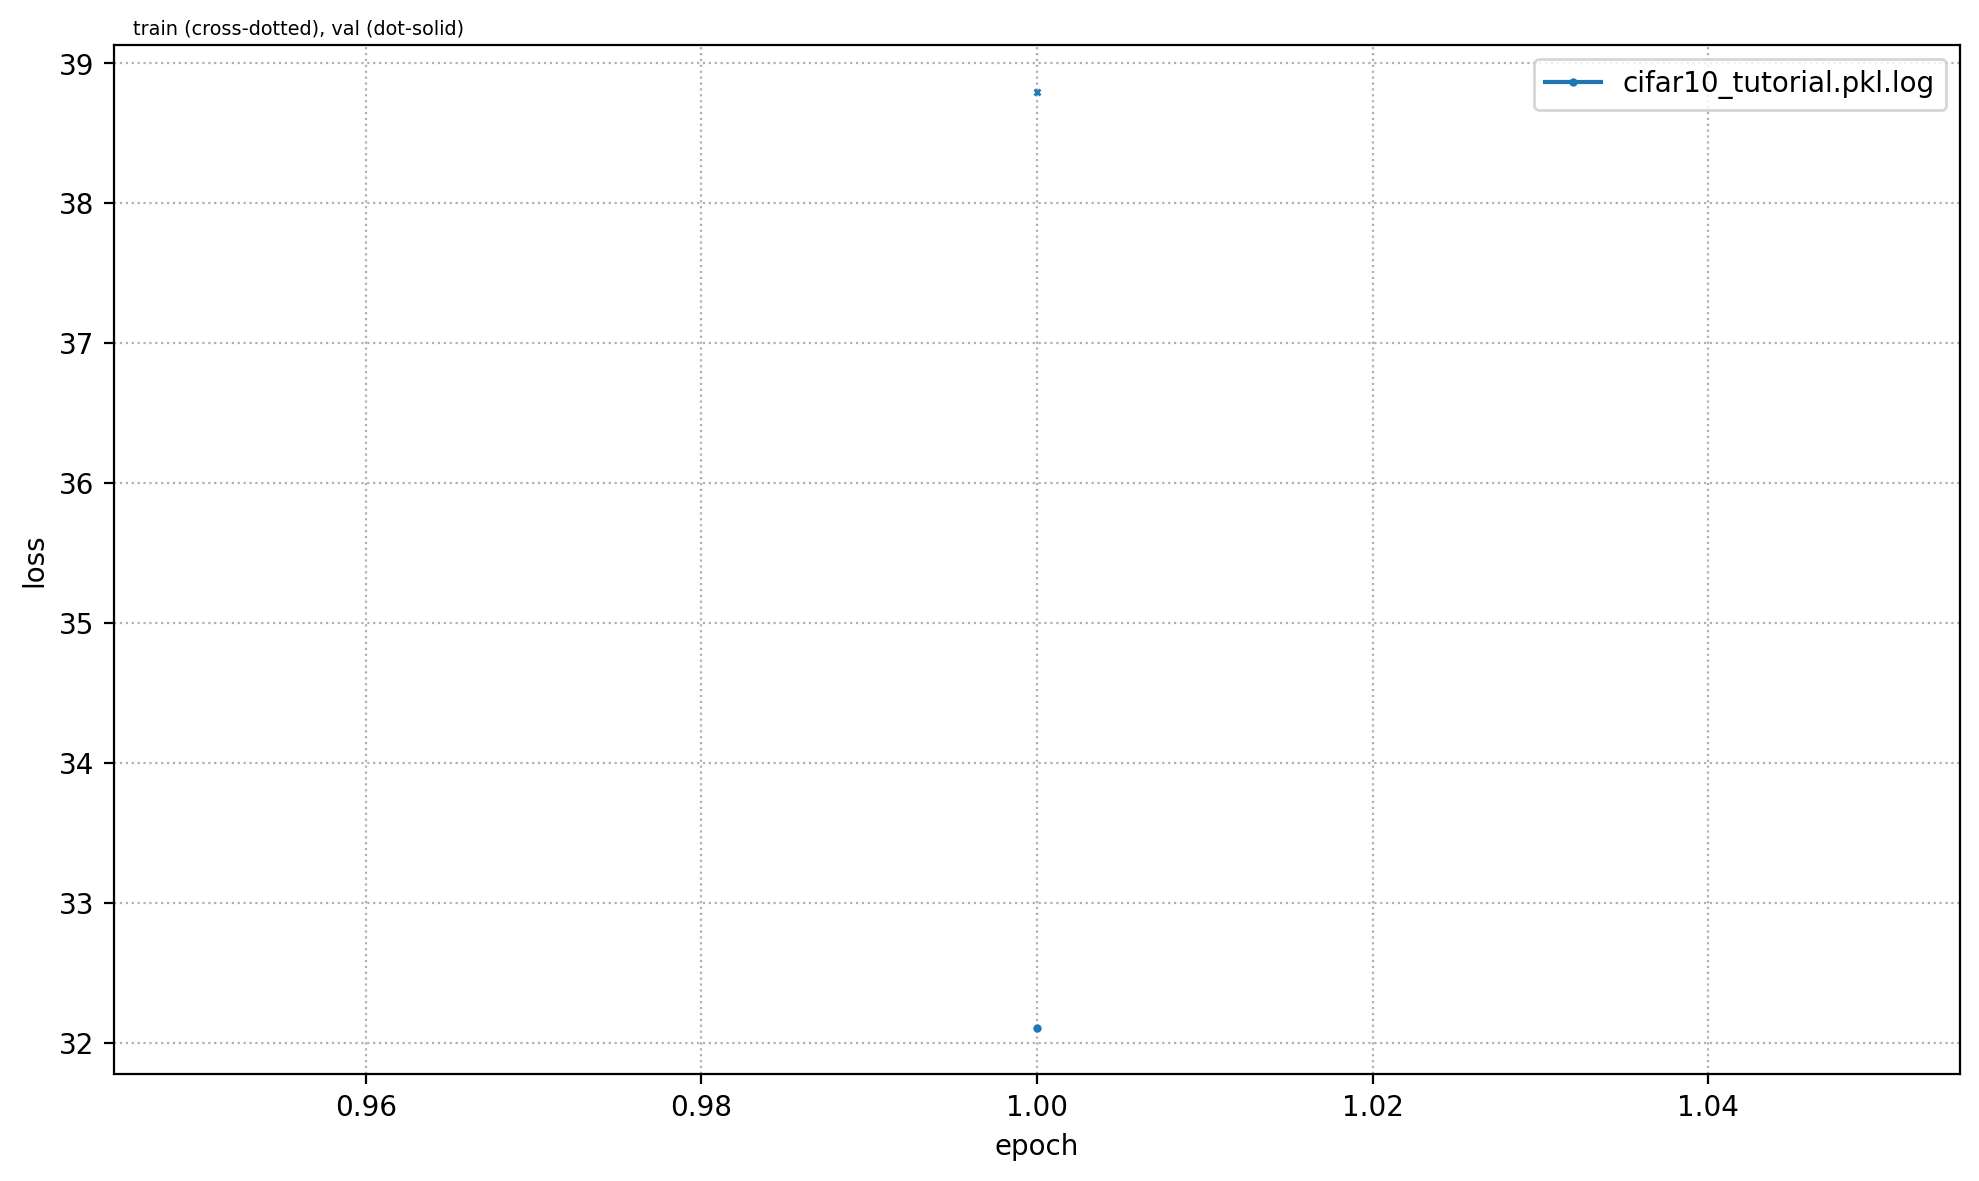 train (cross-dotted), val (dot-solid)
cifar10_tutorial.pkl.log
39
38
37
36
35
34
33
32
loss
0.96 0.98 1.00 1.02 1.04
epoch